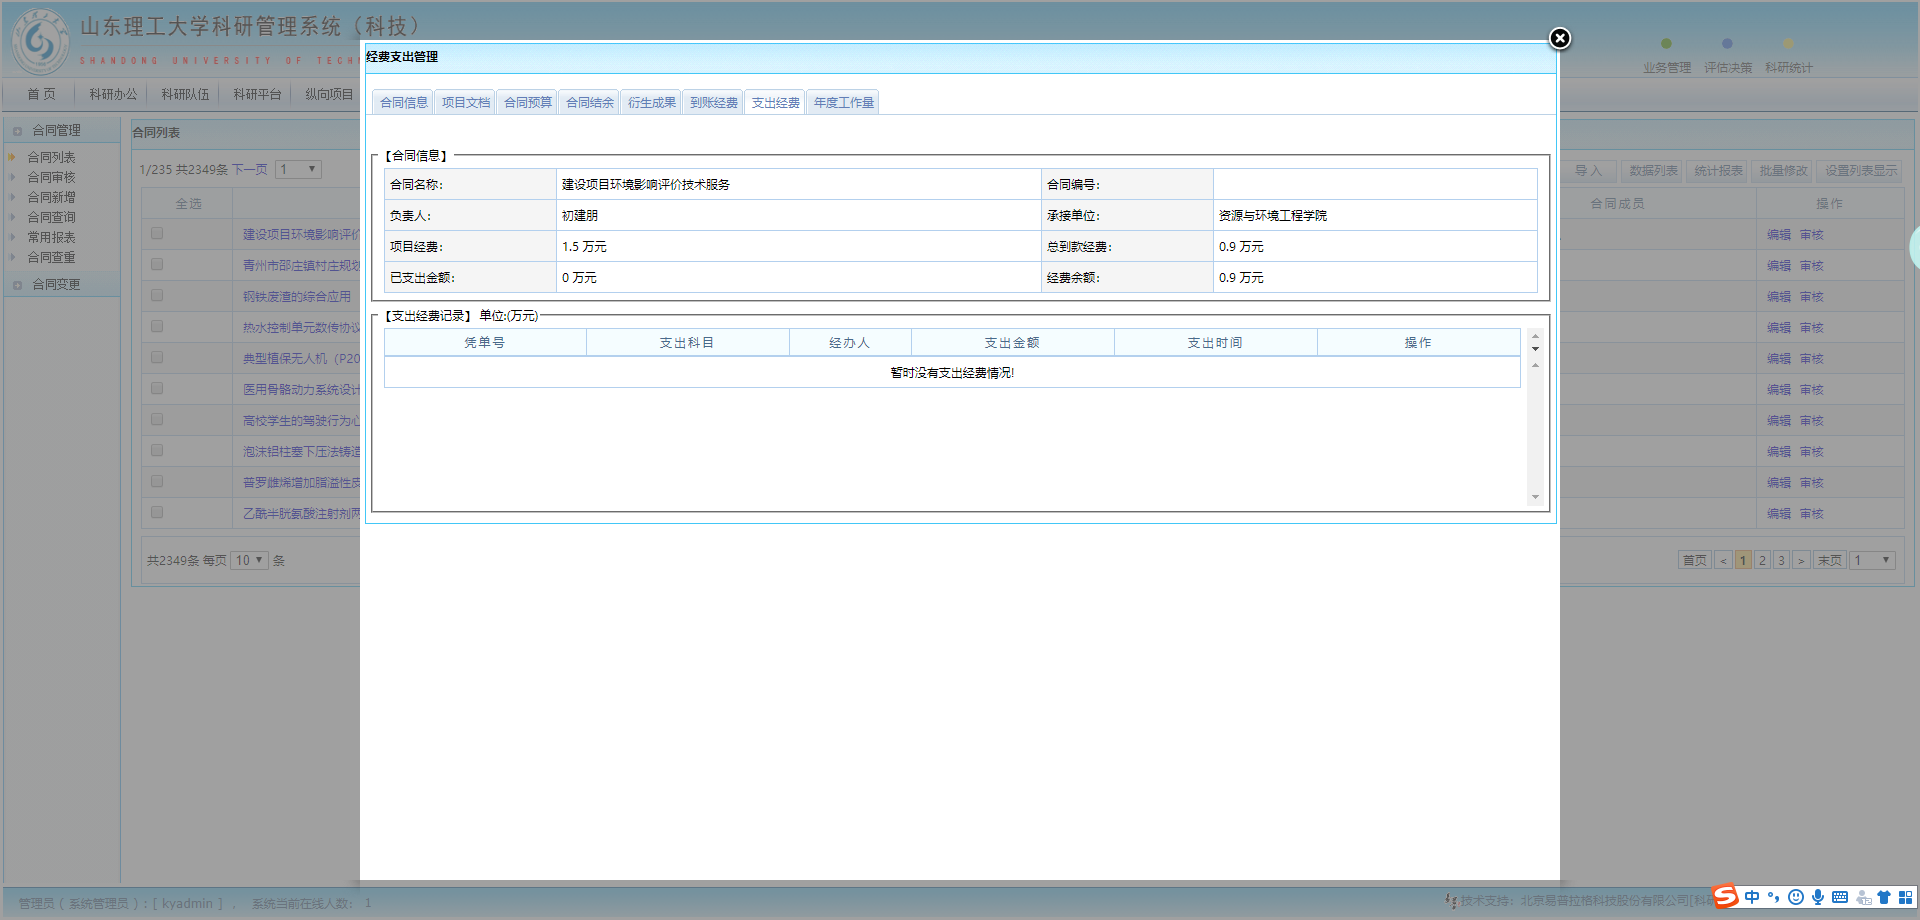 山东理工大学科研管理系统（科技）
SHANDONG UNIVERSITY OF TECH
业务管理 评估决策 科研统计
首 页 科研办公 科研队伍 科研平台 纵向项目
经费支出管理
合同信息 项目文档 合同预算 合同结余 衍生成果 到账经费 支出经费 年度工作量
合同管理
合同列表
合同审核
合同新增
合同查询
常用报表
合同查重
合同变更
合同列表
1/235 共2349条 下一页 1
导 入 数据列表 统计报表 批量修改 设置列表显示
全选 合同成员 操作
建设项目环境影响评价 编辑 审核
青州市邵庄镇村庄规划 编辑 审核
钢铁废渣的综合应用 编辑 审核
热水控制单元数传协议 编辑 审核
典型植保无人机（P20 编辑 审核
医用骨骼动力系统设计 编辑 审核
高校学生的驾驶行为心 编辑 审核
泡沫铝柱塞下压法铸造 编辑 审核
普罗雌烯增加脂溢性皮 编辑 审核
乙酰半胱氨酸注射剂两 编辑 审核
共2349条 每页 10 条
首页 < 1 2 3 > 末页 1
【合同信息】
合同名称: 建设项目环境影响评价技术服务 合同编号:
负责人: 初建朋 承接单位: 资源与环境工程学院
项目经费: 1.5 万元 总到款经费: 0.9 万元
已支出金额: 0 万元 经费余额: 0.9 万元
【支出经费记录】 单位:(万元)
凭单号 支出科目 经办人 支出金额 支出时间 操作
暂时没有支出经费情况!
管理员 ( 系统管理员 ) : [ kyadmin ] ， 系统当前在线人数: 1
技术支持：北京易普拉格科技股份有限公司[科研
中